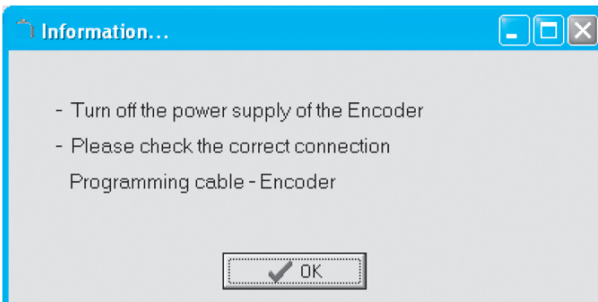 Information...
- Turn off the power supply of the Encoder
- Please check the correct connection
Programming cable - Encoder
OK